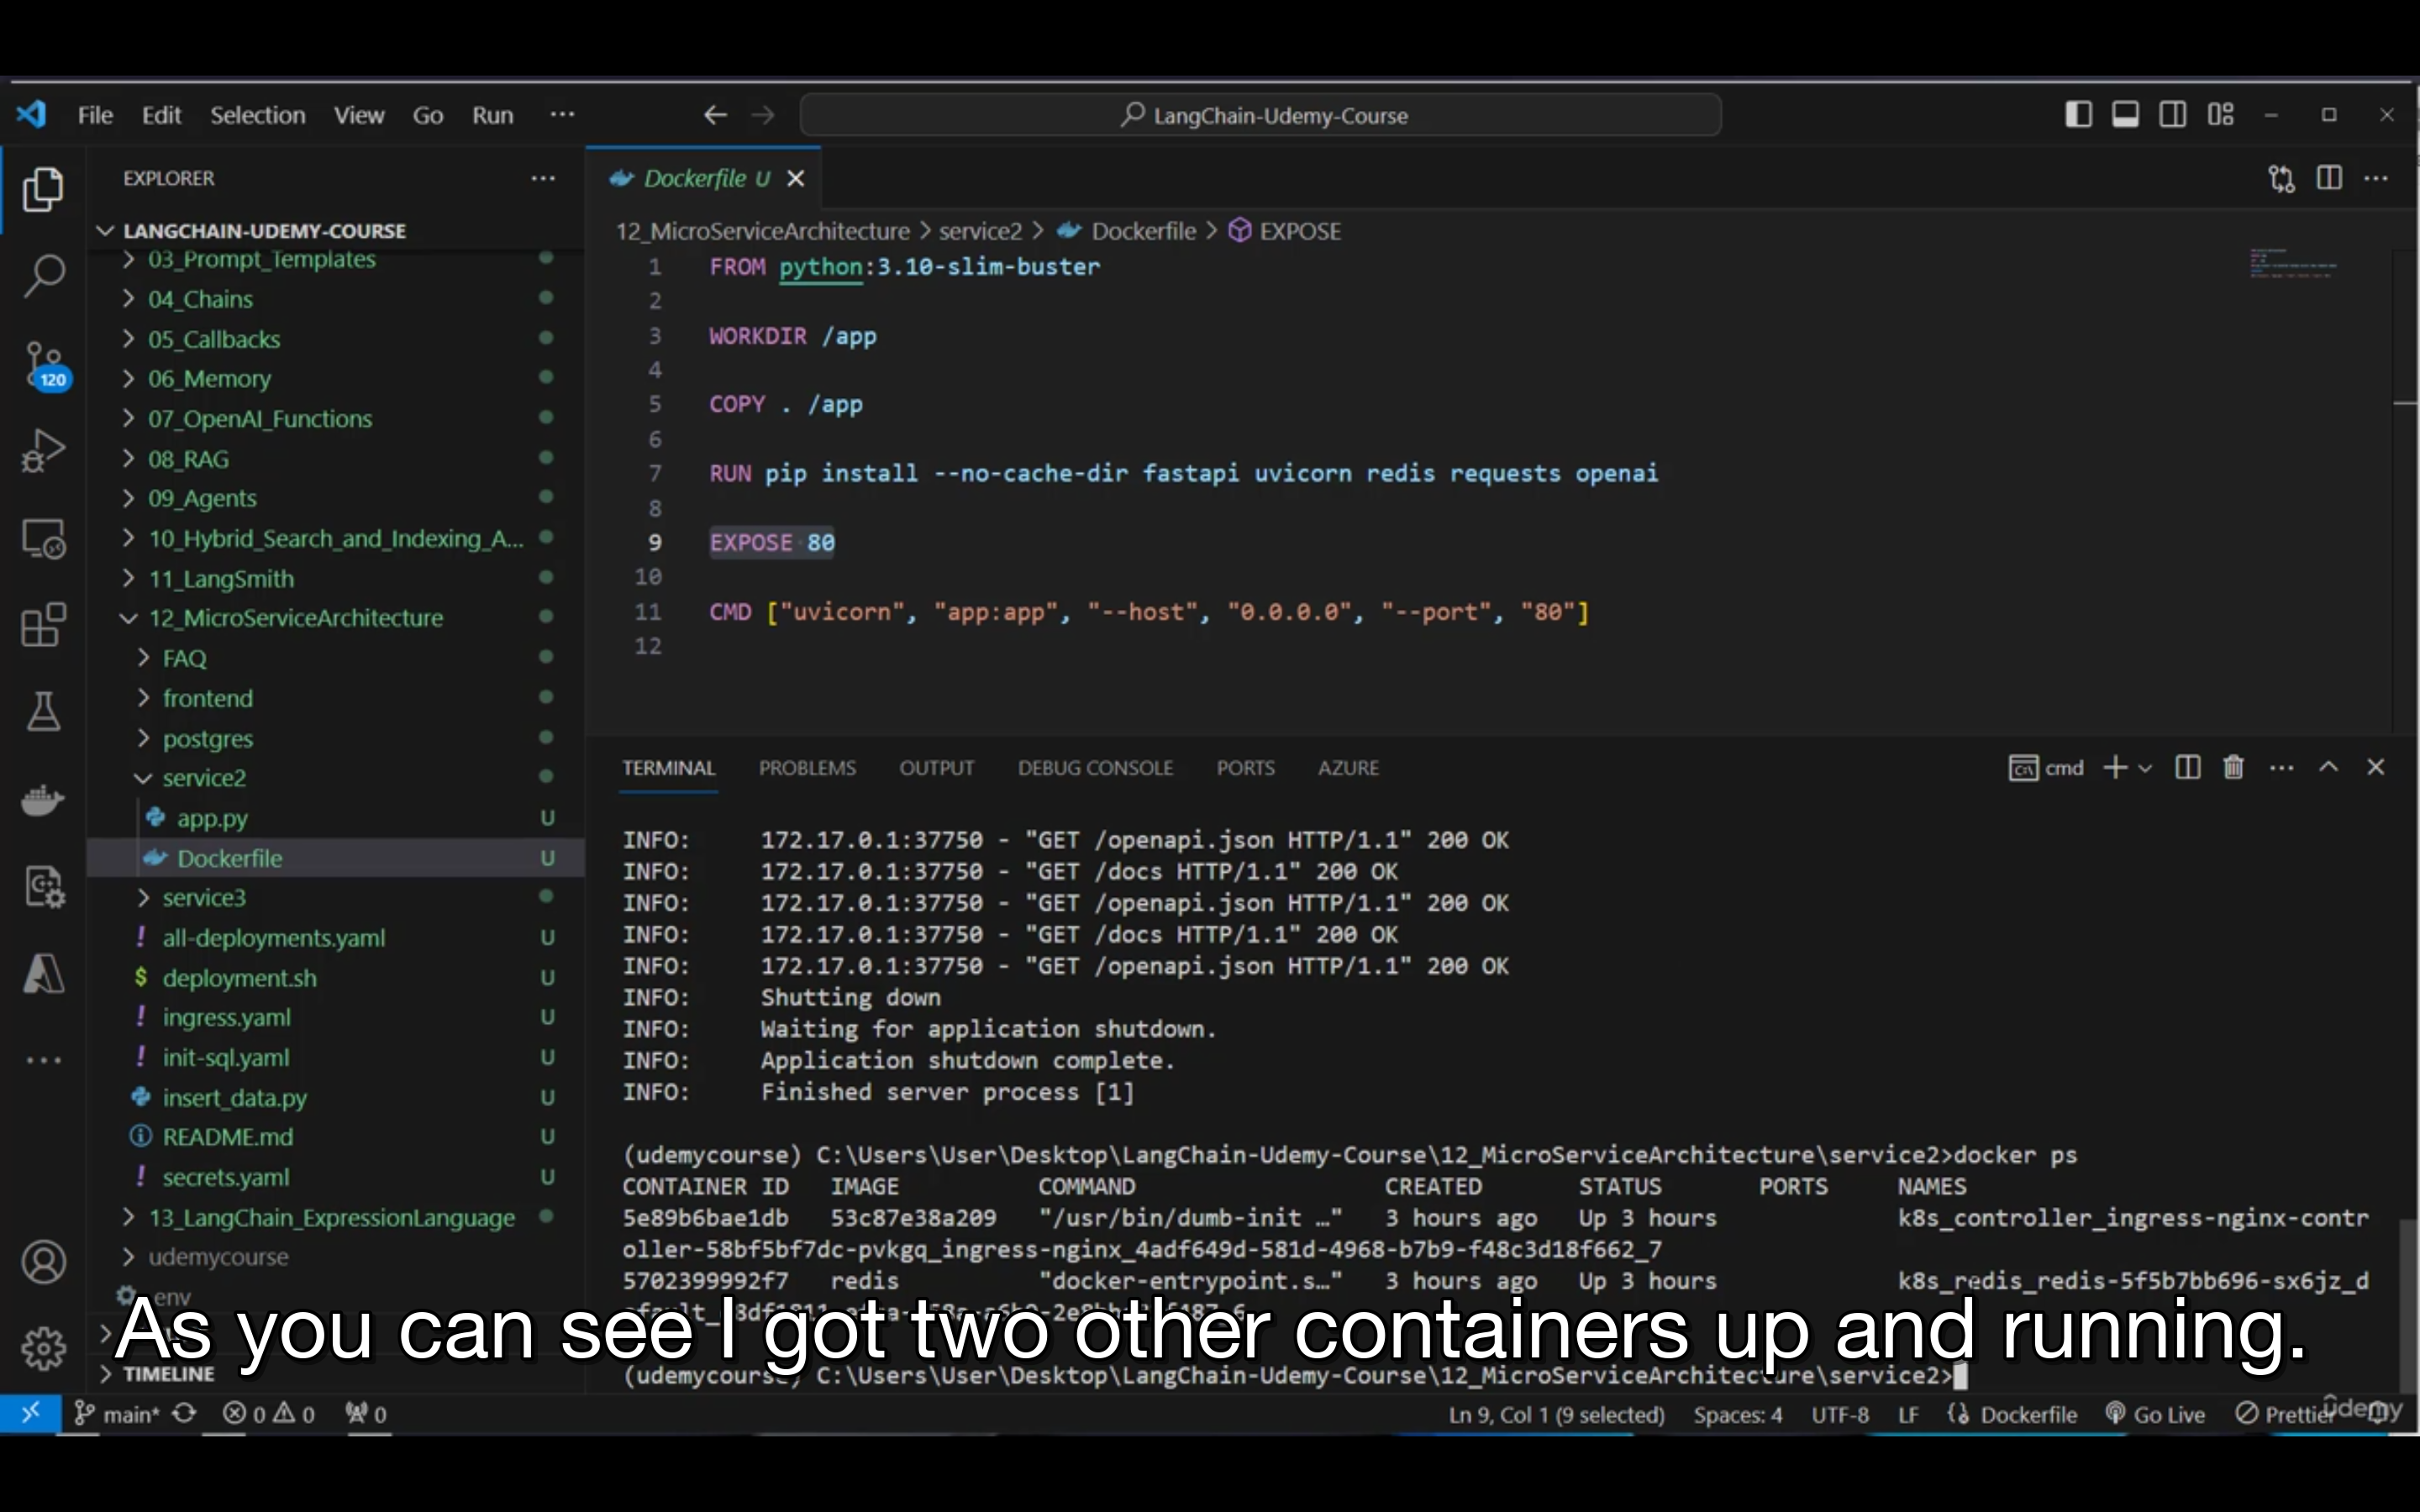 File Edit Selection View Go Run ···
LangChain-Udemy-Course
EXPLORER
LANGCHAIN-UDEMY-COURSE
03_Prompt_Templates
04_Chains
05_Callbacks
06_Memory
07_OpenAI_Functions
08_RAG
09_Agents
10_Hybrid_Search_and_Indexing_A...
11_LangSmith
12_MicroServiceArchitecture
FAQ
frontend
postgres
service2
app.py U
Dockerfile U
service3
! all-deployments.yaml U
$ deployment.sh U
! ingress.yaml U
! init-sql.yaml U
insert_data.py U
README.md U
! secrets.yaml U
13_LangChain_ExpressionLanguage
udemycourse
.env
TIMELINE
120
Dockerfile U
12_MicroServiceArchitecture > service2 > Dockerfile > EXPOSE
1 FROM python:3.10-slim-buster
2
3 WORKDIR /app
4
5 COPY . /app
6
7 RUN pip install --no-cache-dir fastapi uvicorn redis requests openai
8
9 EXPOSE 80
10
11 CMD ["uvicorn", "app:app", "--host", "0.0.0.0", "--port", "80"]
12
TERMINAL PROBLEMS OUTPUT DEBUG CONSOLE PORTS AZURE
cmd
INFO: 172.17.0.1:37750 - "GET /openapi.json HTTP/1.1" 200 OK
INFO: 172.17.0.1:37750 - "GET /docs HTTP/1.1" 200 OK
INFO: 172.17.0.1:37750 - "GET /openapi.json HTTP/1.1" 200 OK
INFO: 172.17.0.1:37750 - "GET /docs HTTP/1.1" 200 OK
INFO: 172.17.0.1:37750 - "GET /openapi.json HTTP/1.1" 200 OK
INFO: Shutting down
INFO: Waiting for application shutdown.
INFO: Application shutdown complete.
INFO: Finished server process [1]
(udemycourse) C:\Users\User\Desktop\LangChain-Udemy-Course\12_MicroServiceArchitecture\service2>docker ps
CONTAINER ID IMAGE COMMAND CREATED STATUS PORTS NAMES
5e89b6bae1db 53c87e38a209 "/usr/bin/dumb-init …" 3 hours ago Up 3 hours k8s_controller_ingress-nginx-contr
oller-58bf5bf7dc-pvkgq_ingress-nginx_4adf649d-581d-4968-b7b9-f48c3d18f662_7
5702399992f7 redis "docker-entrypoint.s…" 3 hours ago Up 3 hours k8s_redis_redis-5f5b7bb696-sx6jz_d
As you can see I got two other containers up and running.
(udemycourse) C:\Users\User\Desktop\LangChain-Udemy-Course\12_MicroServiceArchitecture\service2>
main* 0 0 0
Ln 9, Col 1 (9 selected) Spaces: 4 UTF-8 LF Dockerfile Go Live Prettier
ûdemy